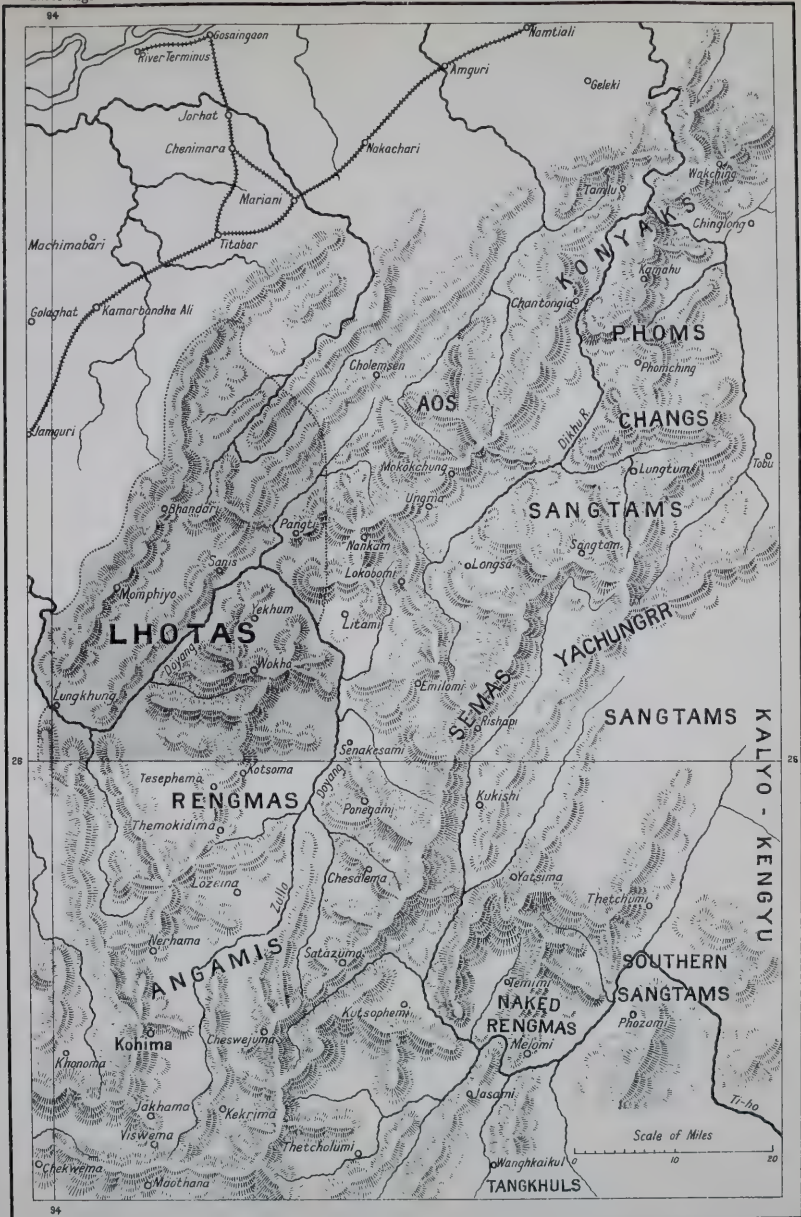 94
Gosaingaon
Namtiali
River Terminus
Amguri
Geleki
Jorhat
Chenimara
Nakachari
Wakching
Mariani
Tamlu
Chinglong
Machimabari
Titabar
KONYAKS
Kamahu
Chantongia
Golaghat
Kamarbandha Ali
PHOMS
Phomching
Cholemsen
AOS
CHANGS
Jamguri
Dikhu R.
Mokokchung
Lungtum
Tobu
Ungma
SANGTAMS
Bhandari
Pangti
Nankam
Sangtam
Sanis
Longsa
Lokobomi
Momphiyo
Yekhum
Litami
LHOTAS
YACHUNGRR
Doyang
Wokha
Emilomi
SEMAS
Lungkhung
Rishapi
SANGTAMS
KALYO - KENGYU
Senakesami
26
26
Kotsoma
Doyang
Tesephema
RENGMAS
Ponegami
Kukishi
Themokidima
Chesalema
Yatsima
Lozema
Zullo
Thetchumi
Nerhama
ANGAMIS
Satazuma
SOUTHERN
SANGTAMS
Temimi
NAKED
RENGMAS
Kutsophemi
Phozami
Kohima
Cheswejuma
Melomi
Khonoma
Jasami
Ti-ho
Jakhama
Kekrima
Scale of Miles
Viswema
Thetcholumi
0 10 20
Chekwema
Wanghkaikul
Maothana
TANGKHULS
94